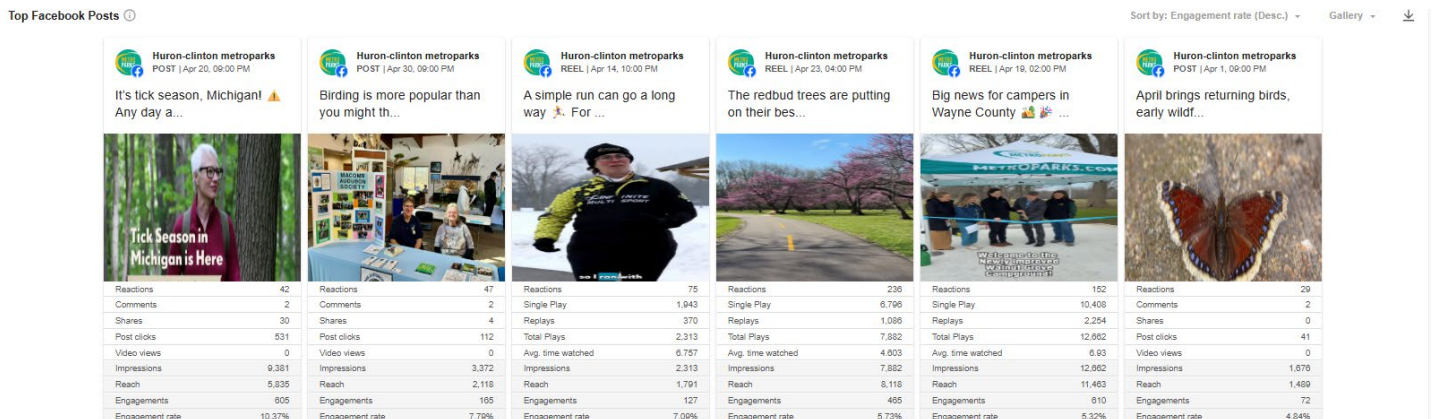 Top Facebook Posts
Sort by: Engagement rate (Desc.)
Gallery
Huron-clinton metroparks
POST | Apr 20, 09:00 PM
It's tick season, Michigan! ⚠️
Any day a...
Tick Season in
Michigan is Here
Reactions 42
Comments 2
Shares 30
Post clicks 531
Video views 0
Impressions 9,381
Reach 5,835
Engagements 605
Engagement rate 10.37%
Huron-clinton metroparks
POST | Apr 30, 09:00 PM
Birding is more popular than
you might th...
MACOMB
AUDUBON
SOCIETY
Reactions 47
Comments 2
Shares 4
Post clicks 112
Video views 0
Impressions 3,372
Reach 2,118
Engagements 165
Engagement rate 7.79%
Huron-clinton metroparks
REEL | Apr 14, 10:00 PM
A simple run can go a long
way 🏃 For ...
MULTI SPORT
so I ran with
Reactions 75
Single Play 1,943
Replays 370
Total Plays 2,313
Avg. time watched 6.757
Impressions 2,313
Reach 1,791
Engagements 127
Engagement rate 7.09%
Huron-clinton metroparks
REEL | Apr 23, 04:00 PM
The redbud trees are putting
on their bes...
Reactions 236
Single Play 6,796
Replays 1,086
Total Plays 7,882
Avg. time watched 4.603
Impressions 7,882
Reach 8,118
Engagements 465
Engagement rate 5.73%
Huron-clinton metroparks
REEL | Apr 19, 02:00 PM
Big news for campers in
Wayne County 🏕️ 🎉 ...
METROPARKS.COM
Welcome to the
Newly Improved
Walnut Grove
Campground!
Reactions 152
Single Play 10,408
Replays 2,254
Total Plays 12,662
Avg. time watched 6.93
Impressions 12,662
Reach 11,463
Engagements 610
Engagement rate 5.32%
Huron-clinton metroparks
POST | Apr 1, 09:00 PM
April brings returning birds,
early wildf...
Reactions 29
Comments 2
Shares 0
Post clicks 41
Video views 0
Impressions 1,676
Reach 1,489
Engagements 72
Engagement rate 4.84%